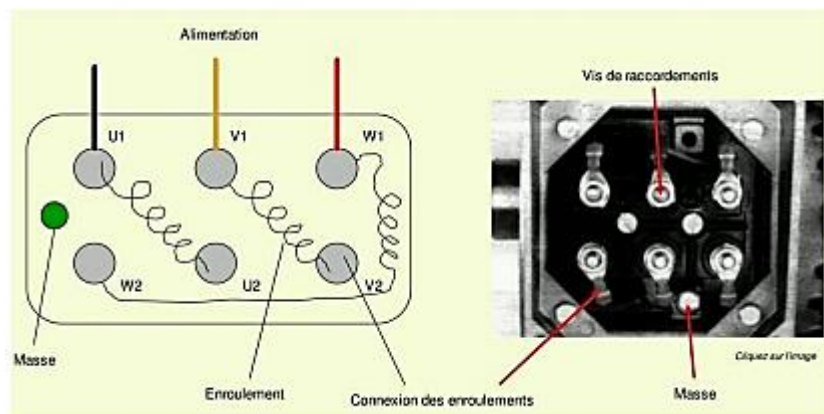 Alimentation
Vis de raccordements
U1
V1
W1
W2
U2
V2
Masse
Enroulement
Connexion des enroulements
Masse
Cliquez sur l'image